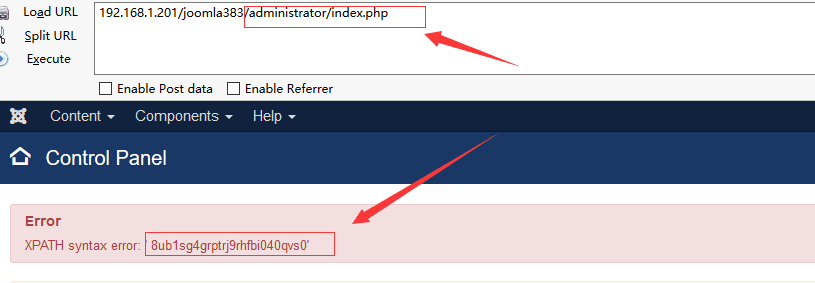 Load URL
192.168.1.201/joomla383/administrator/index.php
Split URL
Execute
Enable Post data Enable Referrer
Content Components Help
Control Panel
Error
XPATH syntax error: ' 8ub1sg4grptrj9rhfbi040qvs0'